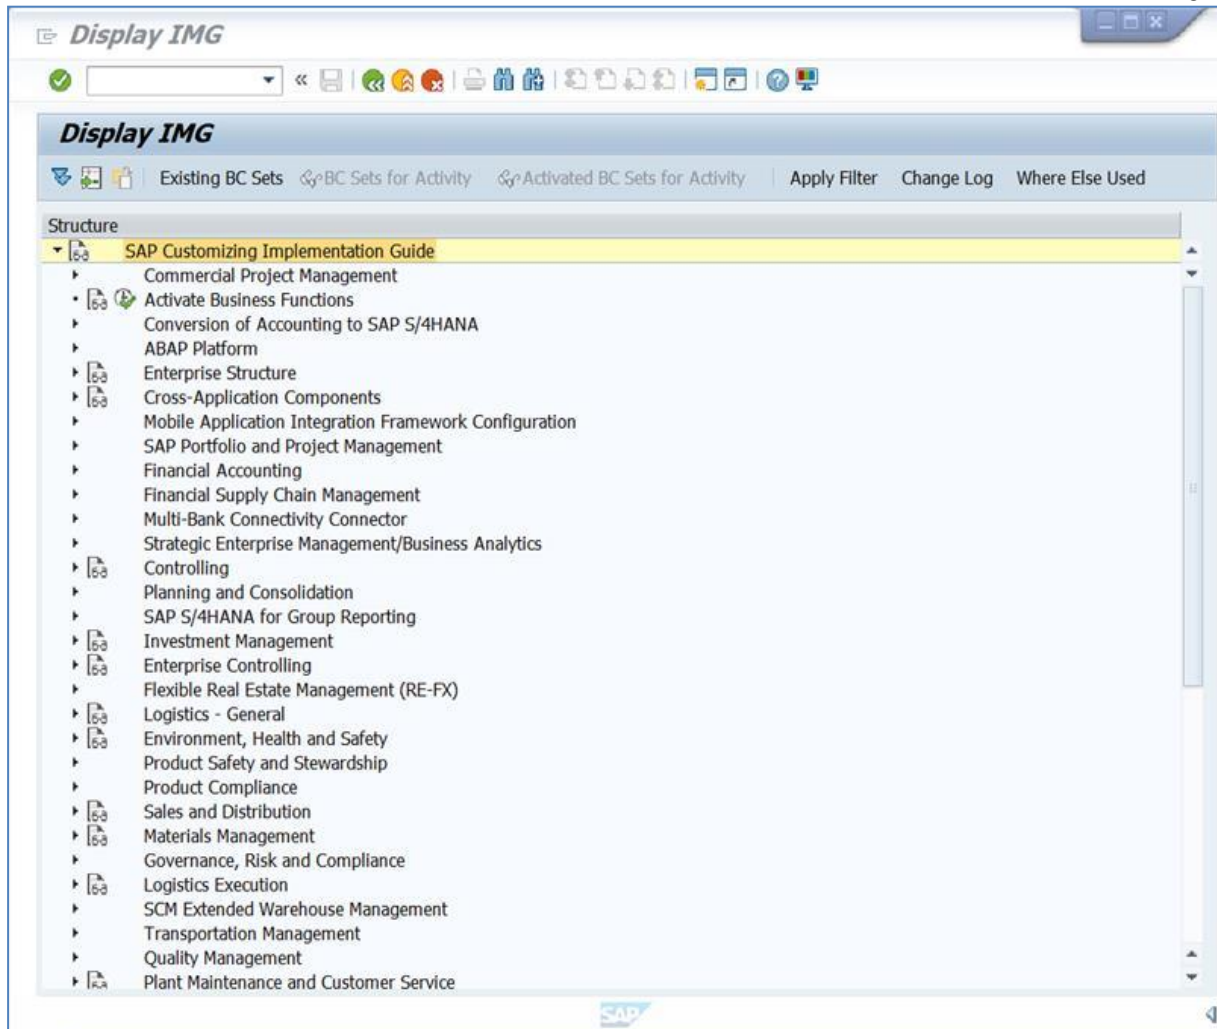 Display IMG
Display IMG
Existing BC Sets BC Sets for Activity Activated BC Sets for Activity Apply Filter Change Log Where Else Used
Structure
SAP Customizing Implementation Guide
Commercial Project Management
Activate Business Functions
Conversion of Accounting to SAP S/4HANA
ABAP Platform
Enterprise Structure
Cross-Application Components
Mobile Application Integration Framework Configuration
SAP Portfolio and Project Management
Financial Accounting
Financial Supply Chain Management
Multi-Bank Connectivity Connector
Strategic Enterprise Management/Business Analytics
Controlling
Planning and Consolidation
SAP S/4HANA for Group Reporting
Investment Management
Enterprise Controlling
Flexible Real Estate Management (RE-FX)
Logistics - General
Environment, Health and Safety
Product Safety and Stewardship
Product Compliance
Sales and Distribution
Materials Management
Governance, Risk and Compliance
Logistics Execution
SCM Extended Warehouse Management
Transportation Management
Quality Management
Plant Maintenance and Customer Service
SAP